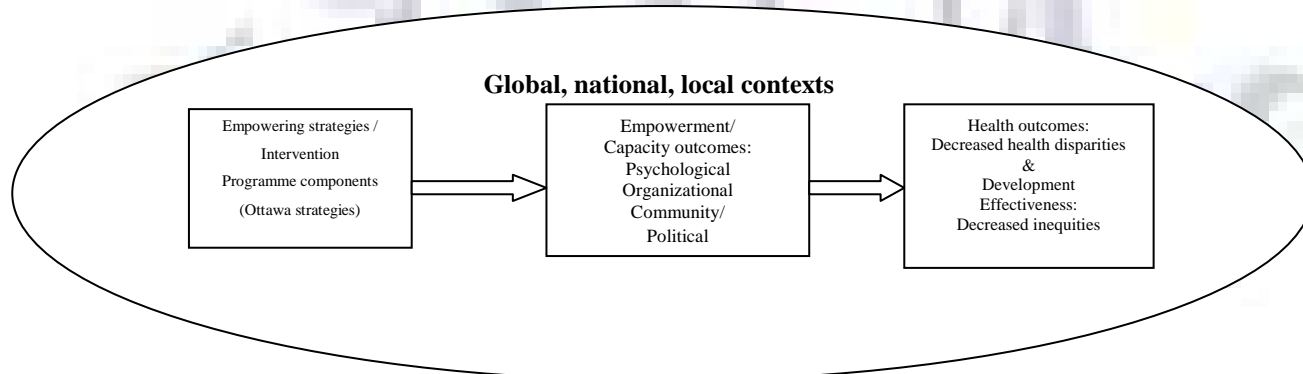 Global, national, local contexts
Empowering strategies /
Intervention
Programme components
(Ottawa strategies)
Empowerment/
Capacity outcomes:
Psychological
Organizational
Community/
Political
Health outcomes:
Decreased health disparities
&
Development
Effectiveness:
Decreased inequities